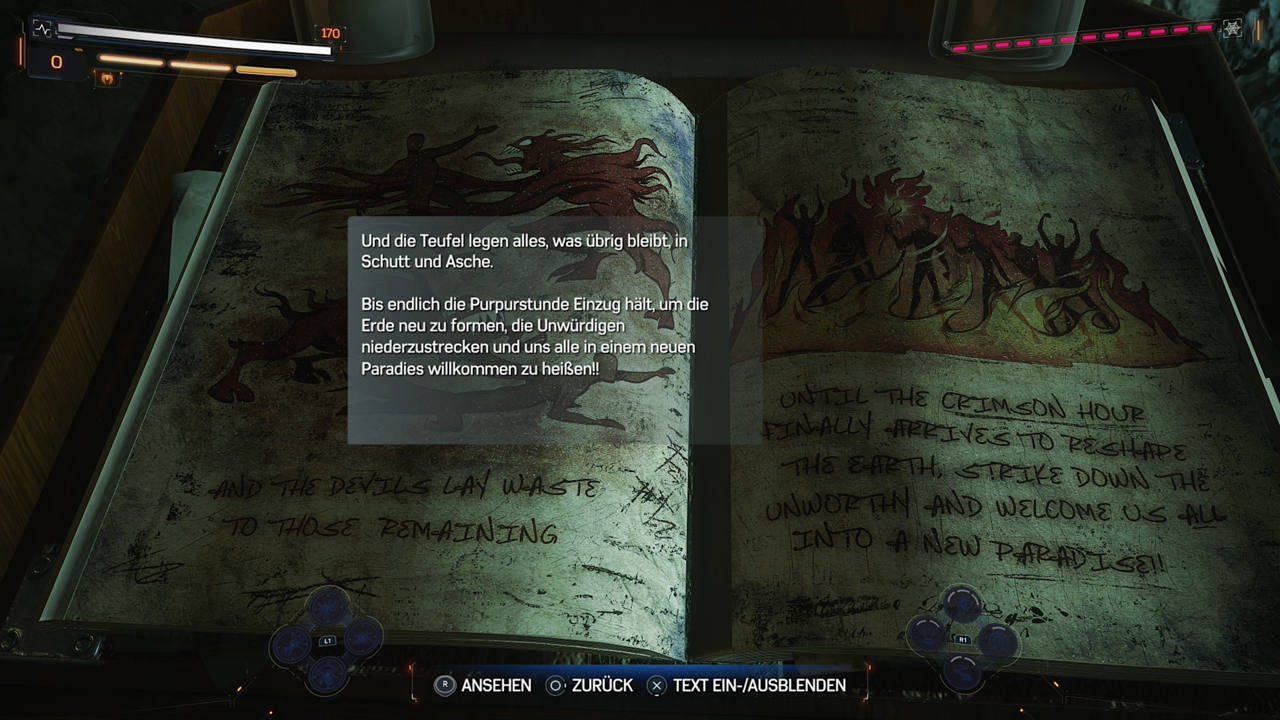 170
0
Und die Teufel legen alles, was übrig bleibt, in
Schutt und Asche.
Bis endlich die Purpurstunde Einzug hält, um die
Erde neu zu formen, die Unwürdigen
niederzustrecken und uns alle in einem neuen
Paradies willkommen zu heißen!!
AND THE DEVILS LAY WASTE
TO THOSE REMAINING
UNTIL THE CRIMSON HOUR
FINALLY ARRIVES TO RESHAPE
THE EARTH, STRIKE DOWN THE
UNWORTHY AND WELCOME US ALL
INTO A NEW PARADISE!!
L1
R1
R ANSEHEN ZURÜCK TEXT EIN-/AUSBLENDEN